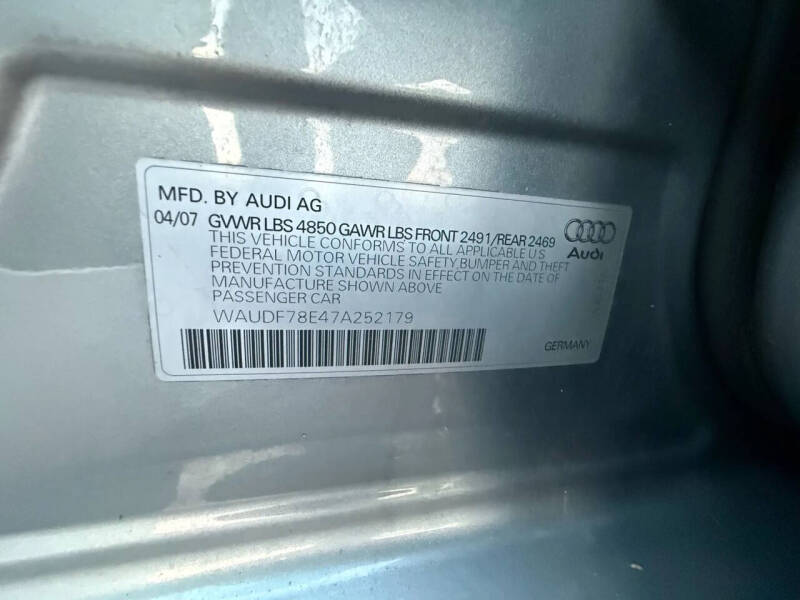 MFD. BY AUDI AG
04/07 GVWR LBS 4850 GAWR LBS FRONT 2491/REAR 2469
THIS VEHICLE CONFORMS TO ALL APPLICABLE U S
FEDERAL MOTOR VEHICLE SAFETY,BUMPER AND THEFT
PREVENTION STANDARDS IN EFFECT ON THE DATE OF
MANUFACTURE SHOWN ABOVE
PASSENGER CAR
WAUDF78E47A252179
Audi
GERMANY